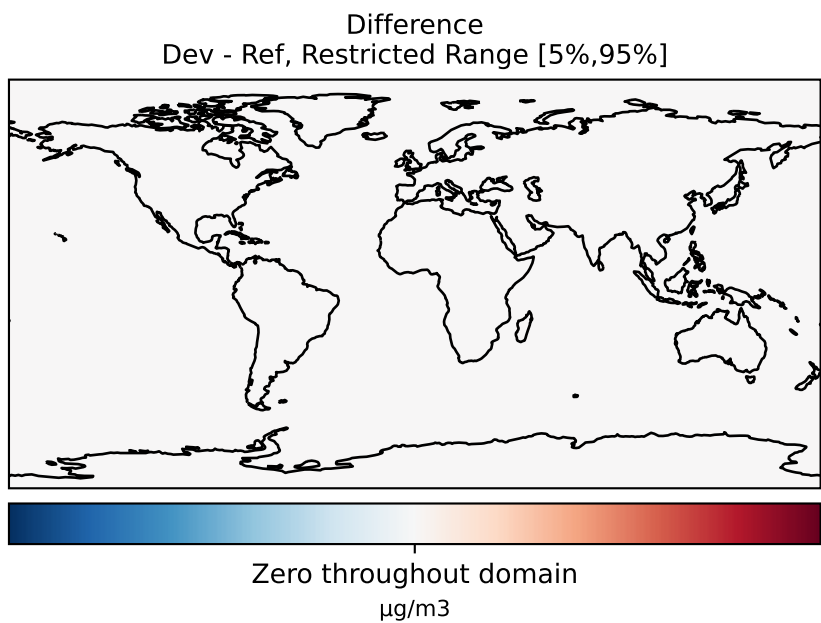 Difference
Dev - Ref, Restricted Range [5%,95%]
Zero throughout domain
μg/m3